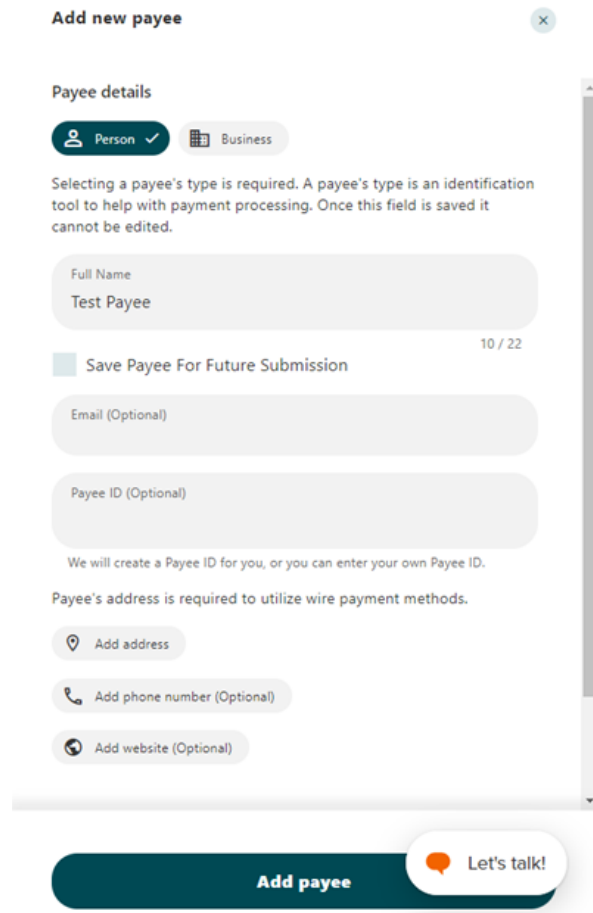 Add new payee
Payee details
Person
Business
Selecting a payee's type is required. A payee's type is an identification
tool to help with payment processing. Once this field is saved it
cannot be edited.
Full Name
Test Payee
10 / 22
Save Payee For Future Submission
Email (Optional)
Payee ID (Optional)
We will create a Payee ID for you, or you can enter your own Payee ID.
Payee's address is required to utilize wire payment methods.
Add address
Add phone number (Optional)
Add website (Optional)
Let's talk!
Add payee